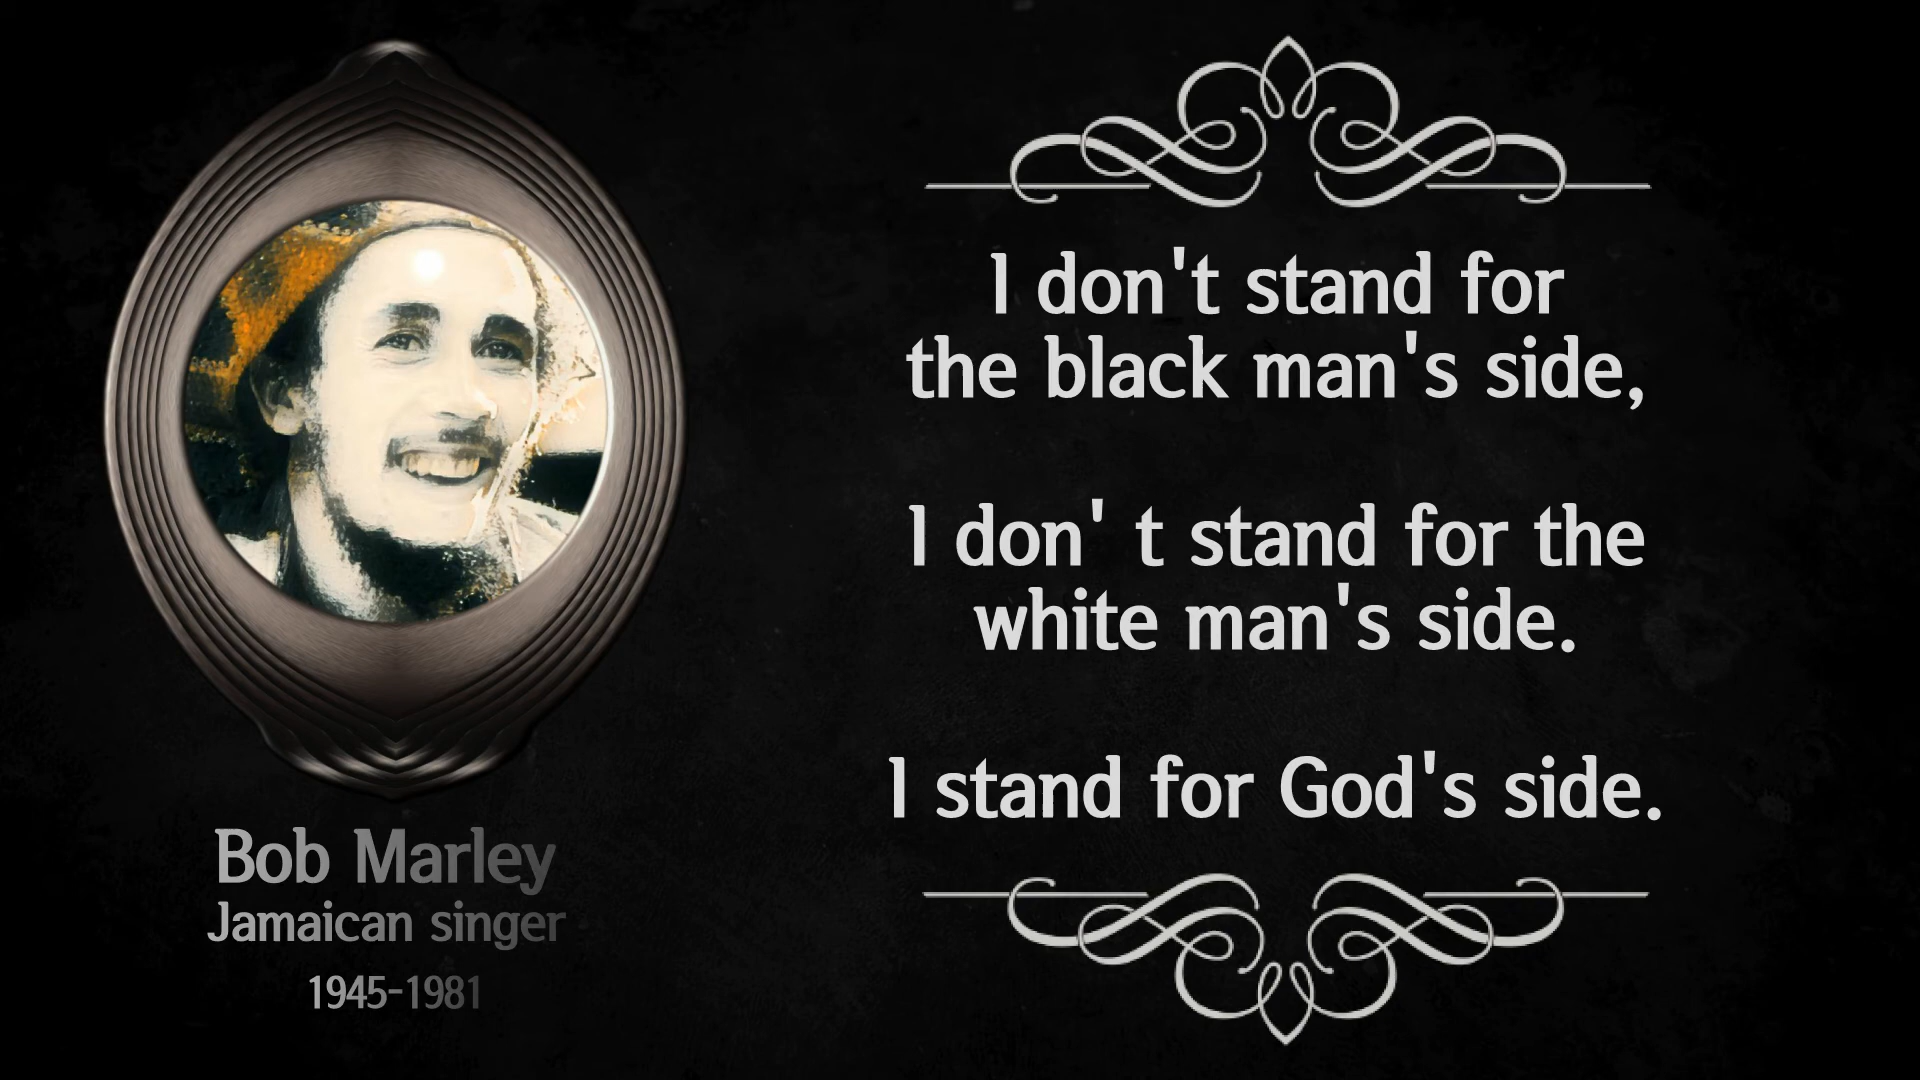 I don't stand for
the black man's side,
I don' t stand for the
white man's side.
I stand for God's side.
Bob Marley
Jamaican singer
1945-1981